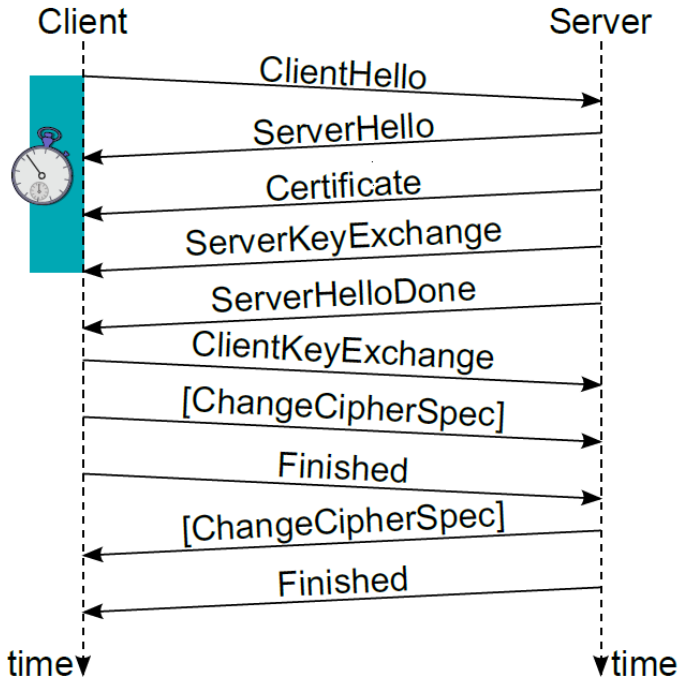 Client
Server
ClientHello
ServerHello
Certificate
ServerKeyExchange
ServerHelloDone
ClientKeyExchange
[ChangeCipherSpec]
Finished
[ChangeCipherSpec]
Finished
time
time